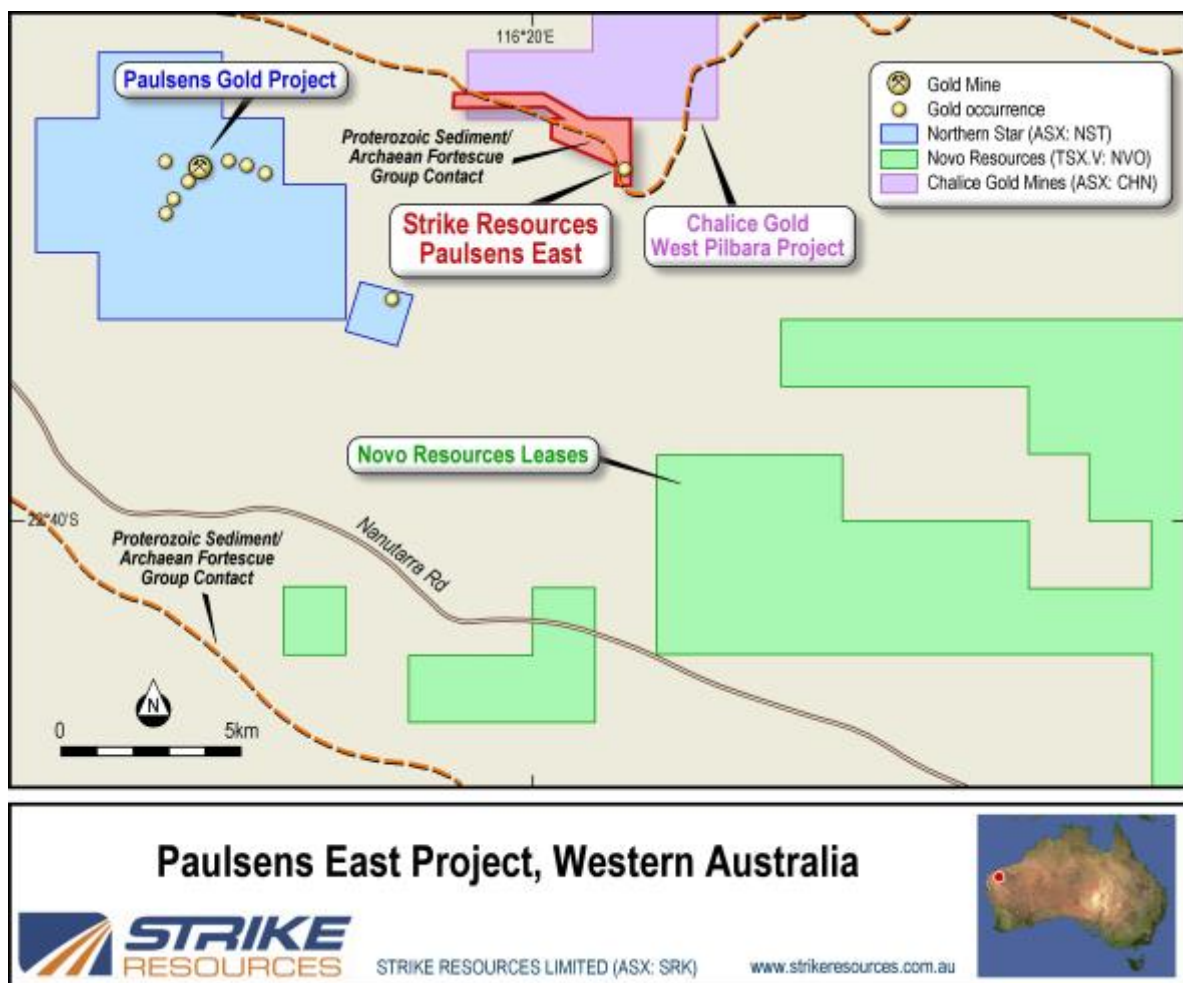 116°20'E
Paulsens Gold Project
Gold Mine
Gold occurrence
Northern Star (ASX: NST)
Novo Resources (TSX.V: NVO)
Chalice Gold Mines (ASX: CHN)
Proterozoic Sediment/
Archaean Fortescue
Group Contact
Strike Resources
Paulsens East
Chalice Gold
West Pilbara Project
Novo Resources Leases
22°40'S
Nanutarra Rd
Proterozoic Sediment/
Archaean Fortescue
Group Contact
N
0 5km
Paulsens East Project, Western Australia
STRIKE
RESOURCES
STRIKE RESOURCES LIMITED (ASX: SRK)
www.strikeresources.com.au